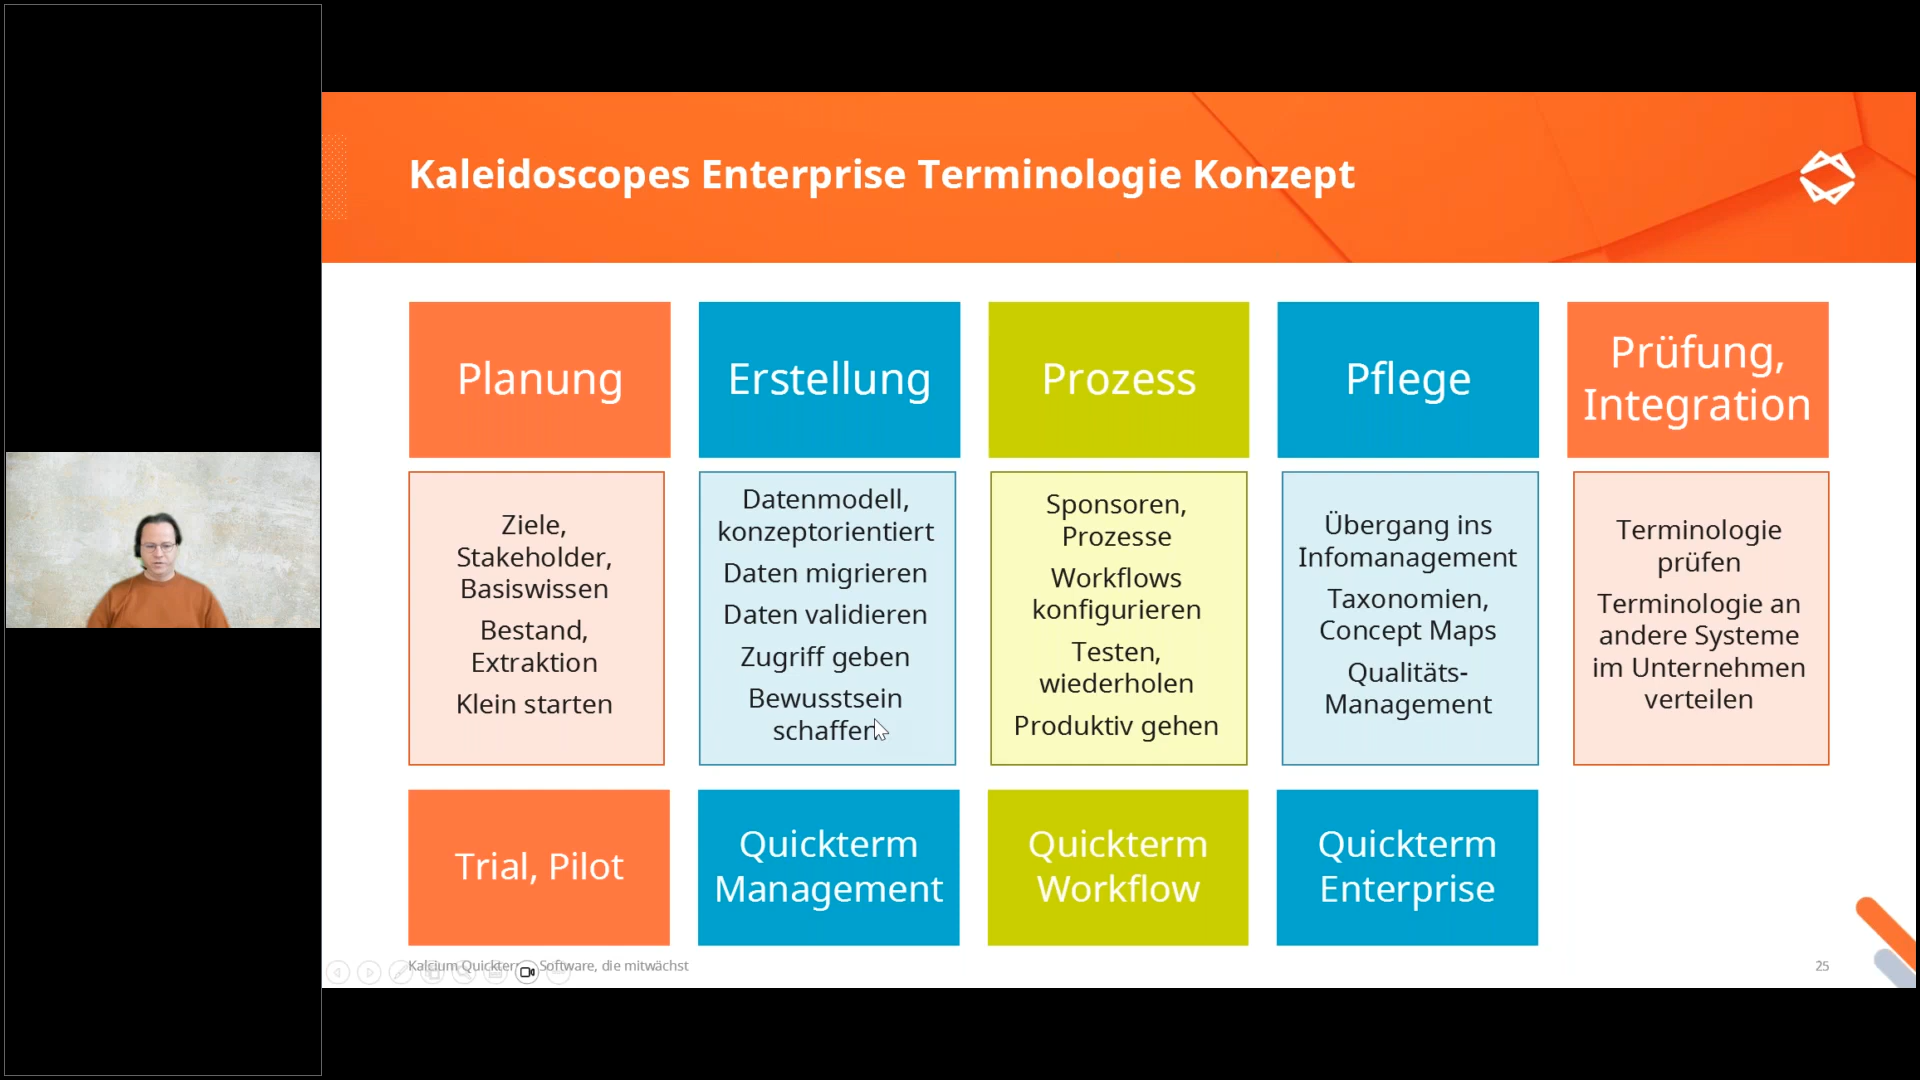 Kaleidoscopes Enterprise Terminologie Konzept
Planung
Erstellung
Prozess
Pflege
Prüfung,
Integration
Ziele,
Stakeholder,
Basiswissen
Bestand,
Extraktion
Klein starten
Datenmodell,
konzeptorientiert
Daten migrieren
Daten validieren
Zugriff geben
Bewusstsein
schaffen
Sponsoren,
Prozesse
Workflows
konfigurieren
Testen,
wiederholen
Produktiv gehen
Übergang ins
Infomanagement
Taxonomien,
Concept Maps
Qualitäts-
Management
Terminologie
prüfen
Terminologie an
andere Systeme
im Unternehmen
verteilen
Trial, Pilot
Quickterm
Management
Quickterm
Workflow
Quickterm
Enterprise
Kalcium Quickterm Software, die mitwächst
25